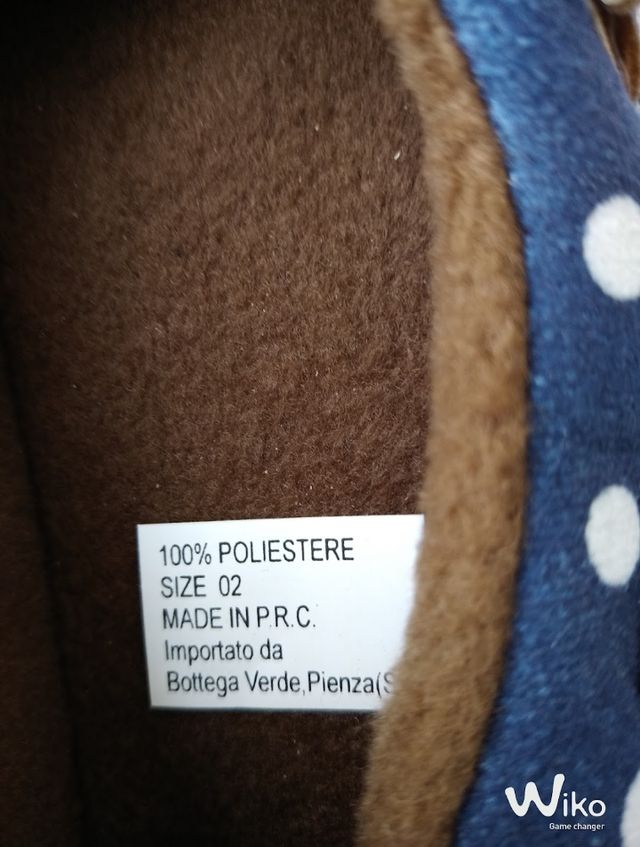 100% POLIESTERE
SIZE 02
MADE IN P.R.C.
Importato da
Bottega Verde,Pienza(S
Wiko
Game changer